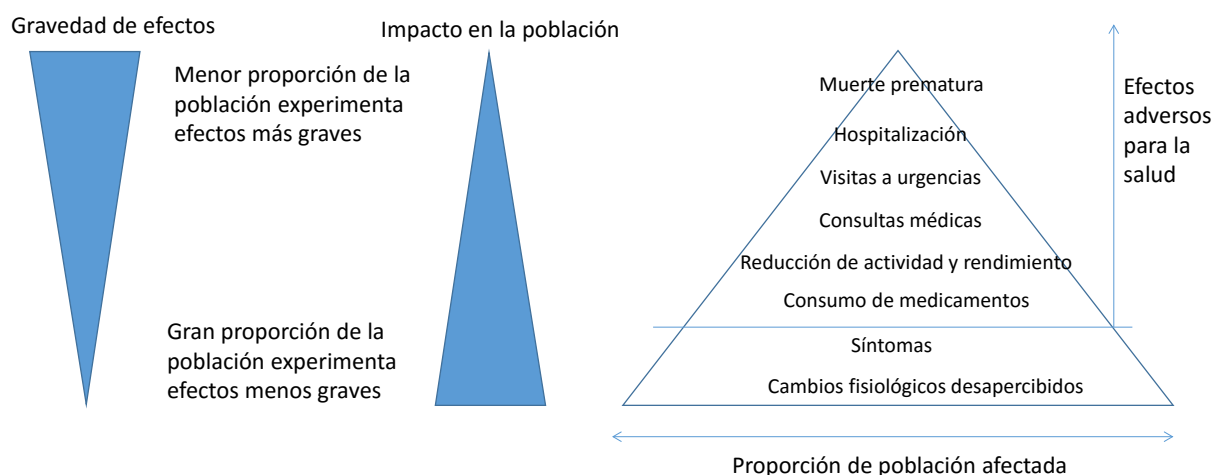 Gravedad de efectos
Menor proporción de la
población experimenta
efectos más graves
Gran proporción de la
población experimenta
efectos menos graves
Impacto en la población
Muerte prematura
Hospitalización
Visitas a urgencias
Consultas médicas
Reducción de actividad y rendimiento
Consumo de medicamentos
Síntomas
Cambios fisiológicos desapercibidos
Efectos
adversos
para la
salud
Proporción de población afectada